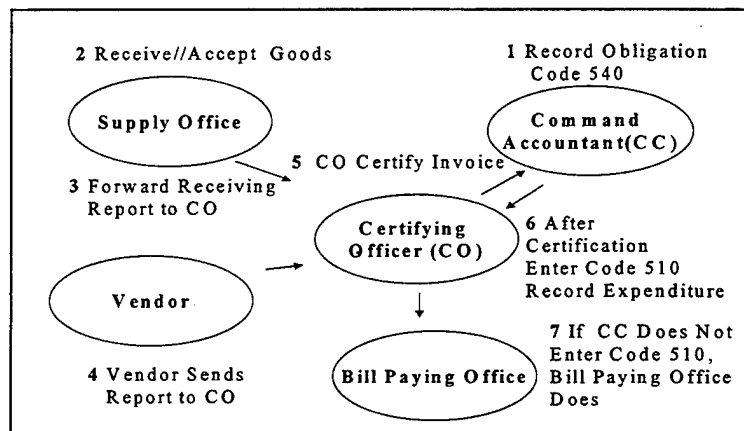 2 Receive//Accept Goods
1 Record Obligation
Code 540
Supply Office
Command
Accountant(CC)
5 CO Certify Invoice
3 Forward Receiving
Report to CO
Certifying
Officer (CO)
6 After
Certification
Enter Code 510
Record Expenditure
Vendor
4 Vendor Sends
Report to CO
Bill Paying Office
7 If CC Does Not
Enter Code 510,
Bill Paying Office
Does